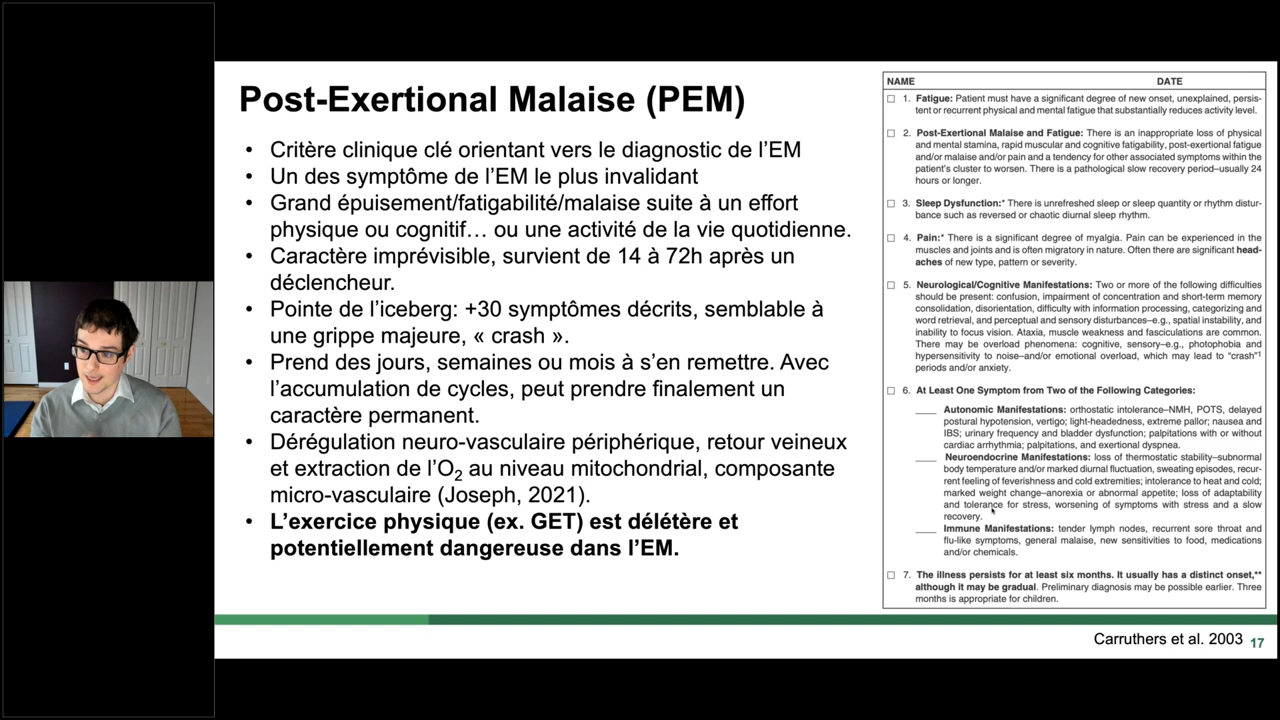 Post-Exertional Malaise (PEM)
• Critère clinique clé orientant vers le diagnostic de l'EM
• Un des symptôme de l'EM le plus invalidant
• Grand épuisement/fatigabilité/malaise suite à un effort
physique ou cognitif… ou une activité de la vie quotidienne.
• Caractère imprévisible, survient de 14 à 72h après un
déclencheur.
• Pointe de l'iceberg: +30 symptômes décrits, semblable à
une grippe majeure, « crash ».
• Prend des jours, semaines ou mois à s'en remettre. Avec
l'accumulation de cycles, peut prendre finalement un
caractère permanent.
• Dérégulation neuro-vasculaire périphérique, retour veineux
et extraction de l'O₂ au niveau mitochondrial, composante
micro-vasculaire (Joseph, 2021).
• L'exercice physique (ex. GET) est délétère et
potentiellement dangereuse dans l'EM.
NAME DATE
☐ 1. Fatigue: Patient must have a significant degree of new onset, unexplained, persis-
tent or recurrent physical and mental fatigue that substantially reduces activity level.
☐ 2. Post-Exertional Malaise and Fatigue: There is an inappropriate loss of physical
and mental stamina, rapid muscular and cognitive fatigability, post-exertional fatigue
and/or malaise and/or pain and a tendency for other associated symptoms within the
patient's cluster to worsen. There is a pathological slow recovery period–usually 24
hours or longer.
☐ 3. Sleep Dysfunction:* There is unrefreshed sleep or sleep quantity or rhythm distur-
bance such as reversed or chaotic diurnal sleep rhythm.
☐ 4. Pain:* There is a significant degree of myalgia. Pain can be experienced in the
muscles and joints and is often migratory in nature. Often there are significant head-
aches of new type, pattern or severity.
☐ 5. Neurological/Cognitive Manifestations: Two or more of the following difficulties
should be present: confusion, impairment of concentration and short-term memory
consolidation, disorientation, difficulty with information processing, categorizing and
word retrieval, and perceptual and sensory disturbances–e.g., spatial instability, and
inability to focus vision. Ataxia, muscle weakness and fasciculations are common.
There may be overload phenomena: cognitive, sensory–e.g., photophobia and
hypersensitivity to noise–and/or emotional overload, which may lead to "crash"¹
periods and/or anxiety.
☐ 6. At Least One Symptom from Two of the Following Categories:
____ Autonomic Manifestations: orthostatic intolerance–NMH, POTS, delayed
postural hypotension, vertigo; light-headedness, extreme pallor; nausea and
IBS; urinary frequency and bladder dysfunction; palpitations with or without
cardiac arrhythmia; palpitations, and exertional dyspnea.
____ Neuroendocrine Manifestations: loss of thermostatic stability–subnormal
body temperature and/or marked diurnal fluctuation, sweating episodes, recur-
rent feeling of feverishness and cold extremities; intolerance to heat and cold;
marked weight change–anorexia or abnormal appetite; loss of adaptability
and tolerance for stress, worsening of symptoms with stress and a slow
recovery.
____ Immune Manifestations: tender lymph nodes, recurrent sore throat and
flu-like symptoms, general malaise, new sensitivities to food, medications
and/or chemicals.
☐ 7. The illness persists for at least six months. It usually has a distinct onset,**
although it may be gradual. Preliminary diagnosis may be possible earlier. Three
months is appropriate for children.
Carruthers et al. 2003 17